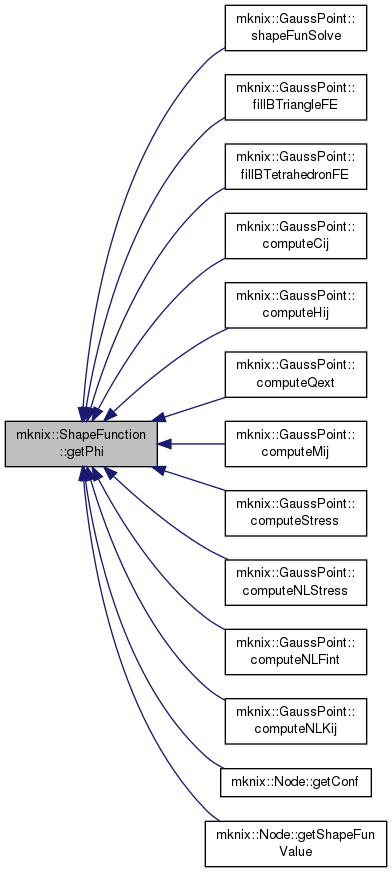 mknix::GaussPoint::
shapeFunSolve
mknix::GaussPoint::
fillBTriangleFE
mknix::GaussPoint::
fillBTetrahedronFE
mknix::GaussPoint::
computeCij
mknix::GaussPoint::
computeHij
mknix::GaussPoint::
computeQext
mknix::ShapeFunction
::getPhi
mknix::GaussPoint::
computeMij
mknix::GaussPoint::
computeStress
mknix::GaussPoint::
computeNLStress
mknix::GaussPoint::
computeNLFint
mknix::GaussPoint::
computeNLKij
mknix::Node::getConf
mknix::Node::getShapeFun
Value